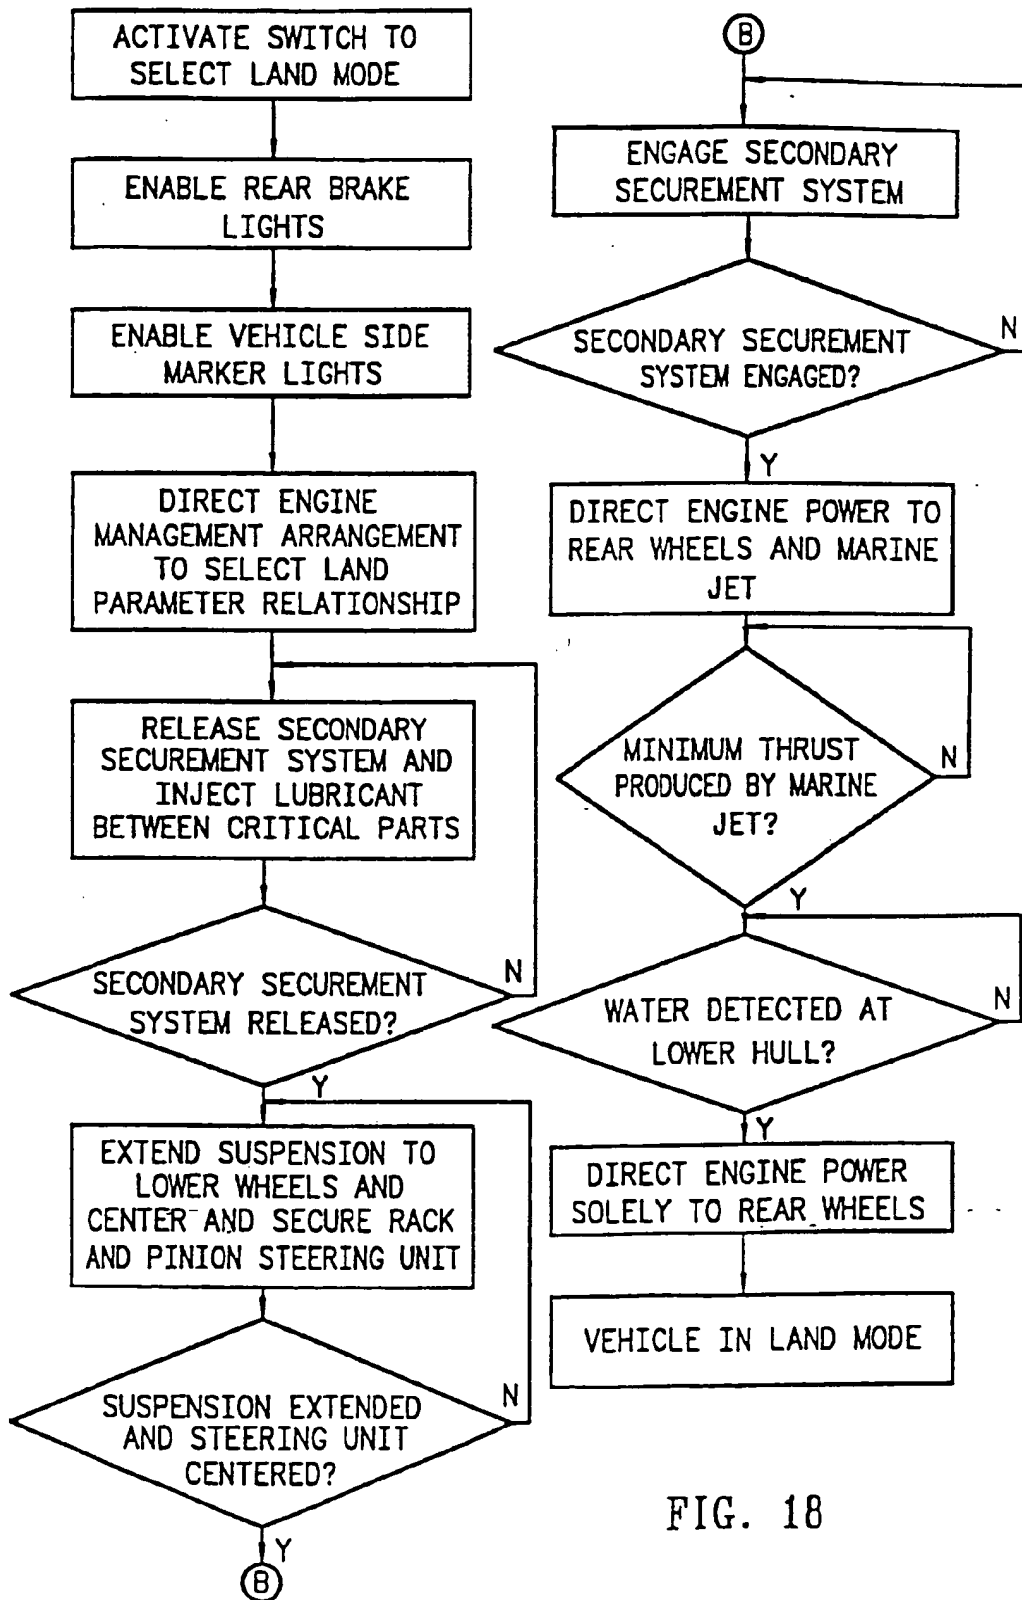 ACTIVATE SWITCH TO
SELECT LAND MODE
ENABLE REAR BRAKE
LIGHTS
ENABLE VEHICLE SIDE
MARKER LIGHTS
DIRECT ENGINE
MANAGEMENT ARRANGEMENT
TO SELECT LAND
PARAMETER RELATIONSHIP
RELEASE SECONDARY
SECUREMENT SYSTEM AND
INJECT LUBRICANT
BETWEEN CRITICAL PARTS
SECONDARY SECUREMENT
SYSTEM RELEASED?
N
Y
EXTEND SUSPENSION TO
LOWER WHEELS AND
CENTER AND SECURE RACK
AND PINION STEERING UNIT
SUSPENSION EXTENDED
AND STEERING UNIT
CENTERED?
N
Y
B
B
ENGAGE SECONDARY
SECUREMENT SYSTEM
SECONDARY SECUREMENT
SYSTEM ENGAGED?
N
Y
DIRECT ENGINE POWER TO
REAR WHEELS AND MARINE
JET
MINIMUM THRUST
PRODUCED BY MARINE
JET?
N
Y
WATER DETECTED AT
LOWER HULL?
N
Y
DIRECT ENGINE POWER
SOLELY TO REAR WHEELS
VEHICLE IN LAND MODE
FIG. 18